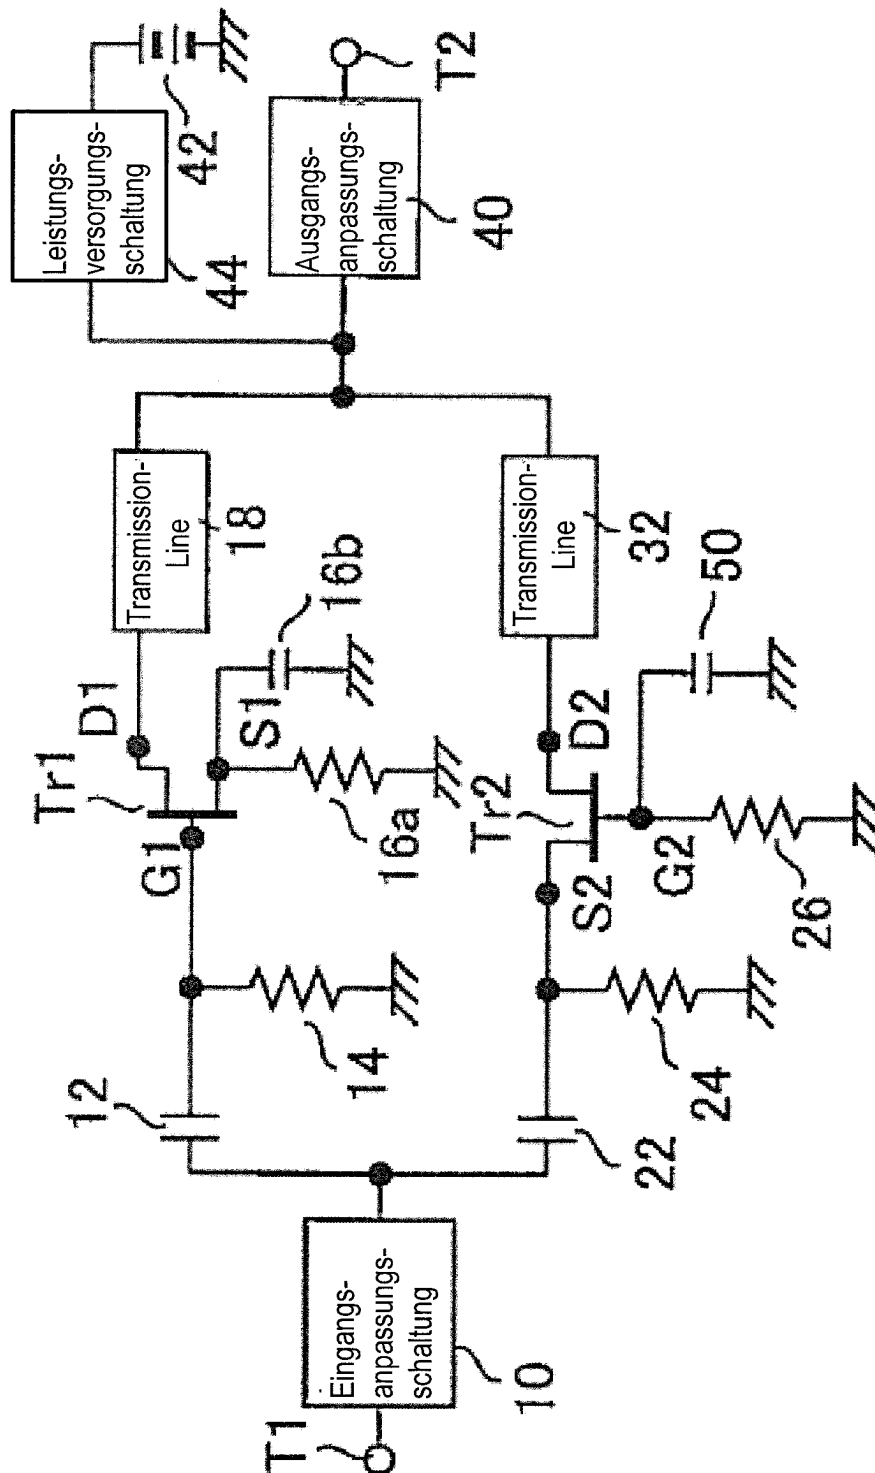 T1
Eingangs-
anpassungs-
schaltung
10
12
14
22
24
G1
Tr1
D1
S1
16a
16b
S2
Tr2
D2
G2
26
50
Transmission-
Line
18
Transmission-
Line
32
Leistungs-
versorgungs-
schaltung
44
42
Ausgangs-
anpassungs-
schaltung
40
T2